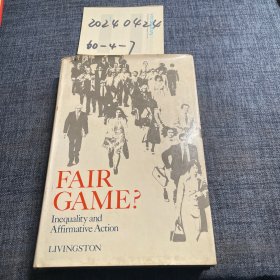 20240424
60-4-7
FAIR
GAME?
Inequality and
Affirmative Action
LIVINGSTON